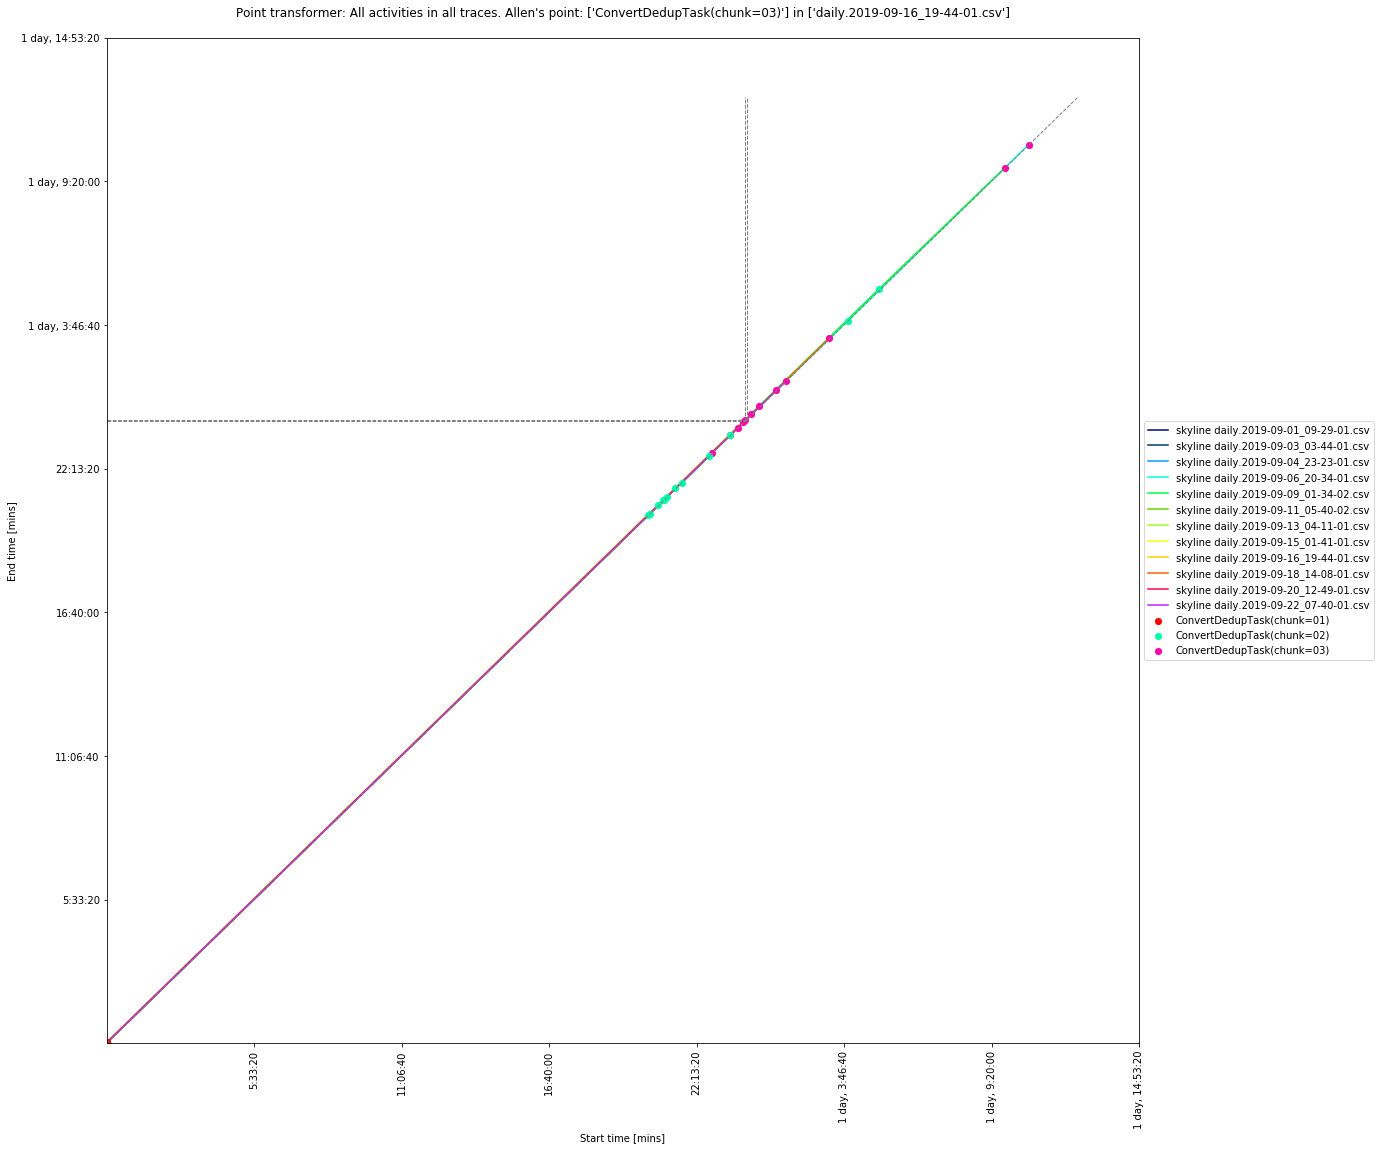 Point transformer: All activities in all traces. Allen's point: ['ConvertDedupTask(chunk=03)'] in ['daily.2019-09-16_19-44-01.csv']
1 day, 14:53:20
1 day, 9:20:00
1 day, 3:46:40
22:13:20
16:40:00
11:06:40
5:33:20
End time [mins]
skyline daily.2019-09-01_09-29-01.csv
skyline daily.2019-09-03_03-44-01.csv
skyline daily.2019-09-04_23-23-01.csv
skyline daily.2019-09-06_20-34-01.csv
skyline daily.2019-09-09_01-34-02.csv
skyline daily.2019-09-11_05-40-02.csv
skyline daily.2019-09-13_04-11-01.csv
skyline daily.2019-09-15_01-41-01.csv
skyline daily.2019-09-16_19-44-01.csv
skyline daily.2019-09-18_14-08-01.csv
skyline daily.2019-09-20_12-49-01.csv
skyline daily.2019-09-22_07-40-01.csv
ConvertDedupTask(chunk=01)
ConvertDedupTask(chunk=02)
ConvertDedupTask(chunk=03)
5:33:20
11:06:40
16:40:00
22:13:20
1 day, 3:46:40
1 day, 9:20:00
1 day, 14:53:20
Start time [mins]